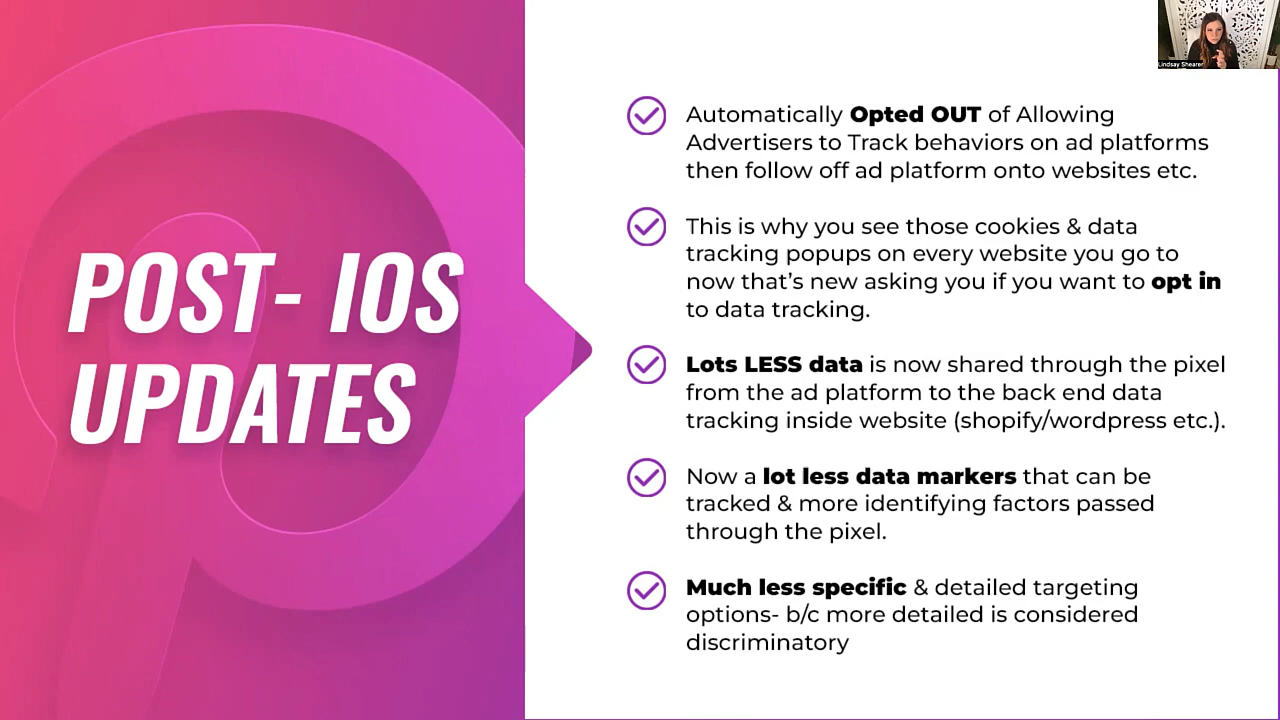 Lindsay Shearer
POST- IOS
UPDATES
Automatically Opted OUT of Allowing
Advertisers to Track behaviors on ad platforms
then follow off ad platform onto websites etc.
This is why you see those cookies & data
tracking popups on every website you go to
now that’s new asking you if you want to opt in
to data tracking.
Lots LESS data is now shared through the pixel
from the ad platform to the back end data
tracking inside website (shopify/wordpress etc.).
Now a lot less data markers that can be
tracked & more identifying factors passed
through the pixel.
Much less specific & detailed targeting
options- b/c more detailed is considered
discriminatory